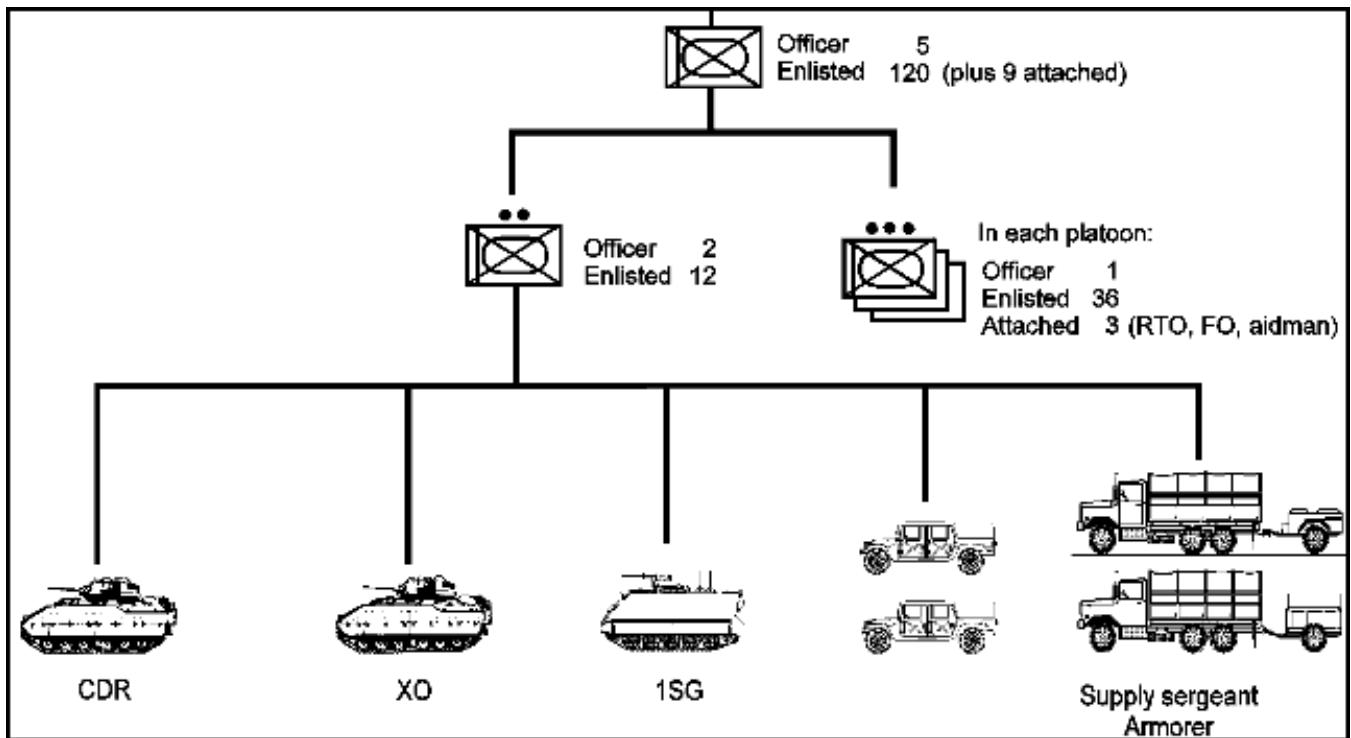 Officer 5
Enlisted 120 (plus 9 attached)
Officer 2
Enlisted 12
In each platoon:
Officer 1
Enlisted 36
Attached 3 (RTO, FO, aidman)
CDR
XO
1SG
Supply sergeant
Armorer